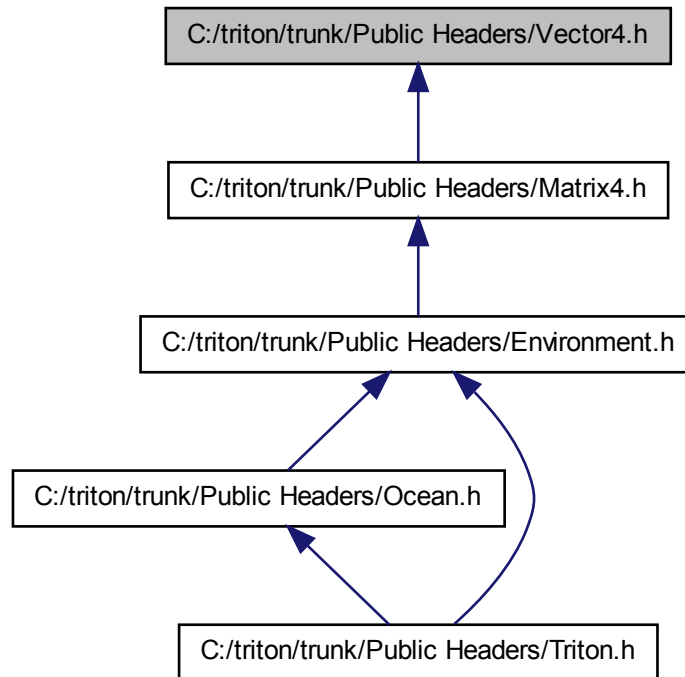 C:/triton/trunk/Public Headers/Vector4.h
C:/triton/trunk/Public Headers/Matrix4.h
C:/triton/trunk/Public Headers/Environment.h
C:/triton/trunk/Public Headers/Ocean.h
C:/triton/trunk/Public Headers/Triton.h